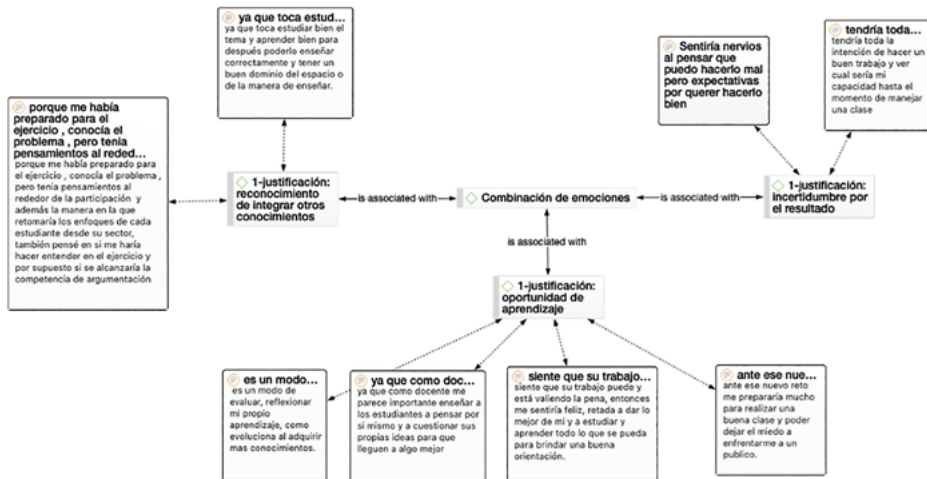 ya que toca estud...
ya que toca estudiar bien el
tema y aprender bien para
después poderlo enseñar
correctamente y tener un
buen dominio del espacio o
de la manera de enseñar.
Sentiría nervios
al pensar que
puedo hacerlo mal
pero expectativas
por querer hacerlo
bien
tendría toda...
tendría toda la
intención de hacer un
buen trabajo y ver
cual sería mi
capacidad hasta el
momento de manejar
una clase
porque me había
preparado para el
ejercicio , conocía el
problema , pero tenia
pensamientos al reded...
porque me había preparado para
el ejercicio , conocía el problema ,
pero tenia pensamientos al
rededor de la participación y
además la manera en la que
retomaría los enfoques de cada
estudiante desde su sector,
también pensé en si me haría
hacer entender en el ejercicio y
por supuesto si se alcanzaría la
competencia de argumentación
1-justificación:
reconocimiento
de integrar otros
conocimientos
is associated with
Combinación de emociones
is associated with
1-justificación:
incertidumbre por
el resultado
is associated with
1-justificación:
oportunidad de
aprendizaje
es un modo...
es un modo de
evaluar, reflexionar
mi propio
aprendizaje, como
evoluciona al adquirir
mas conocimientos.
ya que como doc...
ya que como docente me
parece importante enseñar a
los estudiantes a pensar por
si mismo y a cuestionar sus
propias ideas para que
lleguen a algo mejor
siente que su trabajo...
siente que su trabajo puede y
está valiendo la pena, entonces
me sentiría feliz, retada a dar lo
mejor de mi y a estudiar y
aprender todo lo que se pueda
para brindar una buena
orientación.
ante ese nue...
ante ese nuevo reto
me prepararía mucho
para realizar una
buena clase y poder
dejar el miedo a
enfrentarme a un
publico.